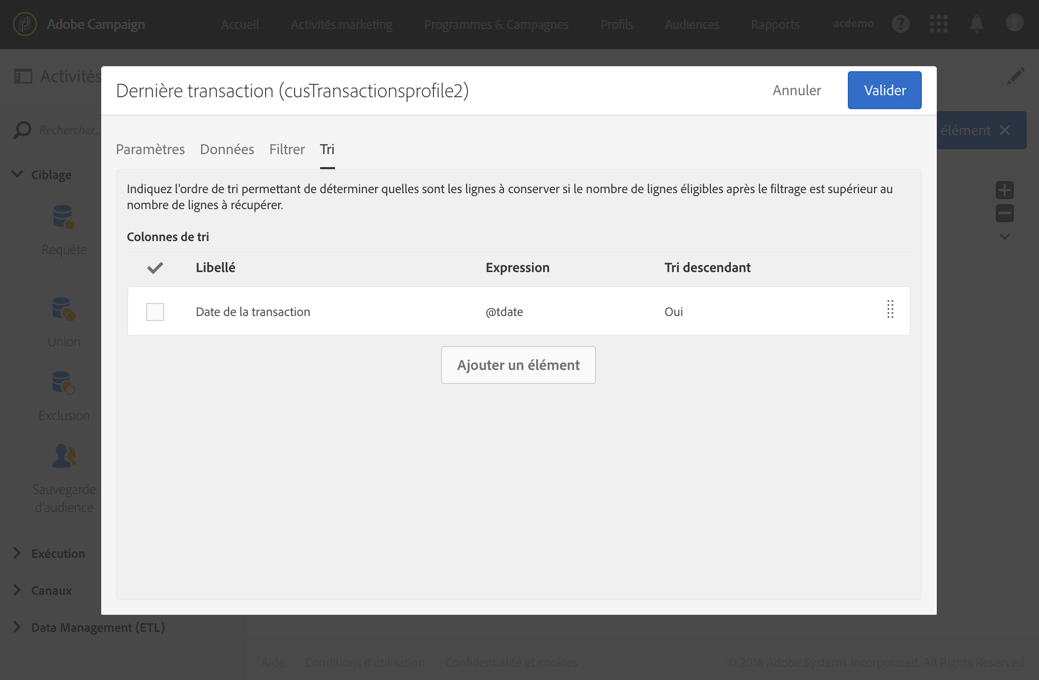 Adobe Campaign
Accueil
Activités marketing
Programmes & Campagnes
Profils
Audiences
Rapports
acdemo
Activités
Rechercher...
élément
Dernière transaction (cusTransactionsprofile2)
Annuler
Valider
Paramètres
Données
Filtrer
Tri
Indiquez l'ordre de tri permettant de déterminer quelles sont les lignes à conserver si le nombre de lignes éligibles après le filtrage est supérieur au
nombre de lignes à récupérer.
Colonnes de tri
Libellé
Expression
Tri descendant
Date de la transaction
@tdate
Oui
Ajouter un élément
Ciblage
Requête
Union
Exclusion
Sauvegarde
d'audience
Exécution
Canaux
Data Management (ETL)
Aide
Conditions d'utilisation
Confidentialité et cookies
© 2016 Adobe Systems Incorporated. All Rights Reserved.